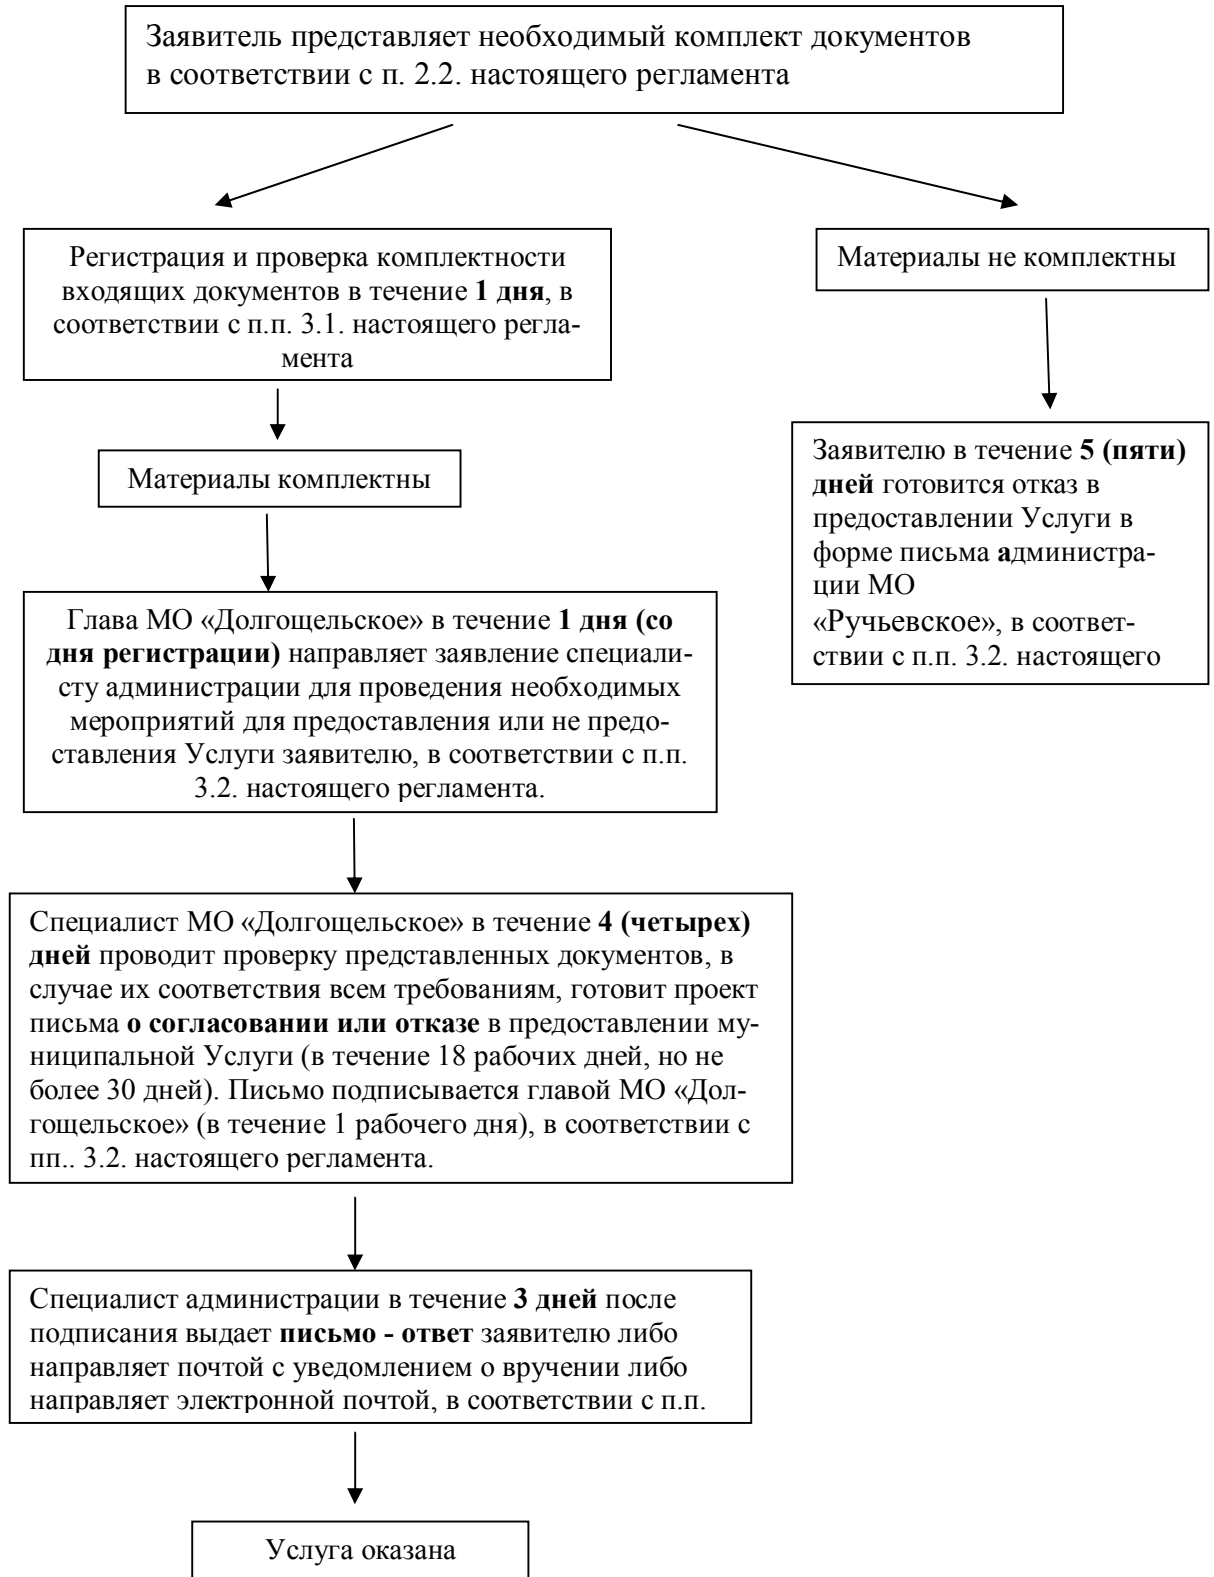 Заявитель представляет необходимый комплект документов
в соответствии с п. 2.2. настоящего регламента
Регистрация и проверка комплектности
входящих документов в течение 1 дня, в
соответствии с п.п. 3.1. настоящего регла-
мента
Материалы не комплектны
Материалы комплектны
Заявителю в течение 5 (пяти)
дней готовится отказ в
предоставлении Услуги в
форме письма администра-
ции МО
«Ручьевское», в соответ-
ствии с п.п. 3.2. настоящего
Глава МО «Долгощельское» в течение 1 дня (со
дня регистрации) направляет заявление специали-
сту администрации для проведения необходимых
мероприятий для предоставления или не предо-
ставления Услуги заявителю, в соответствии с п.п.
3.2. настоящего регламента.
Специалист МО «Долгощельское» в течение 4 (четырех)
дней проводит проверку представленных документов, в
случае их соответствия всем требованиям, готовит проект
письма о согласовании или отказе в предоставлении му-
ниципальной Услуги (в течение 18 рабочих дней, но не
более 30 дней). Письмо подписывается главой МО «Дол-
гощельское» (в течение 1 рабочего дня), в соответствии с
пп.. 3.2. настоящего регламента.
Специалист администрации в течение 3 дней после
подписания выдает письмо - ответ заявителю либо
направляет почтой с уведомлением о вручении либо
направляет электронной почтой, в соответствии с п.п.
Услуга оказана